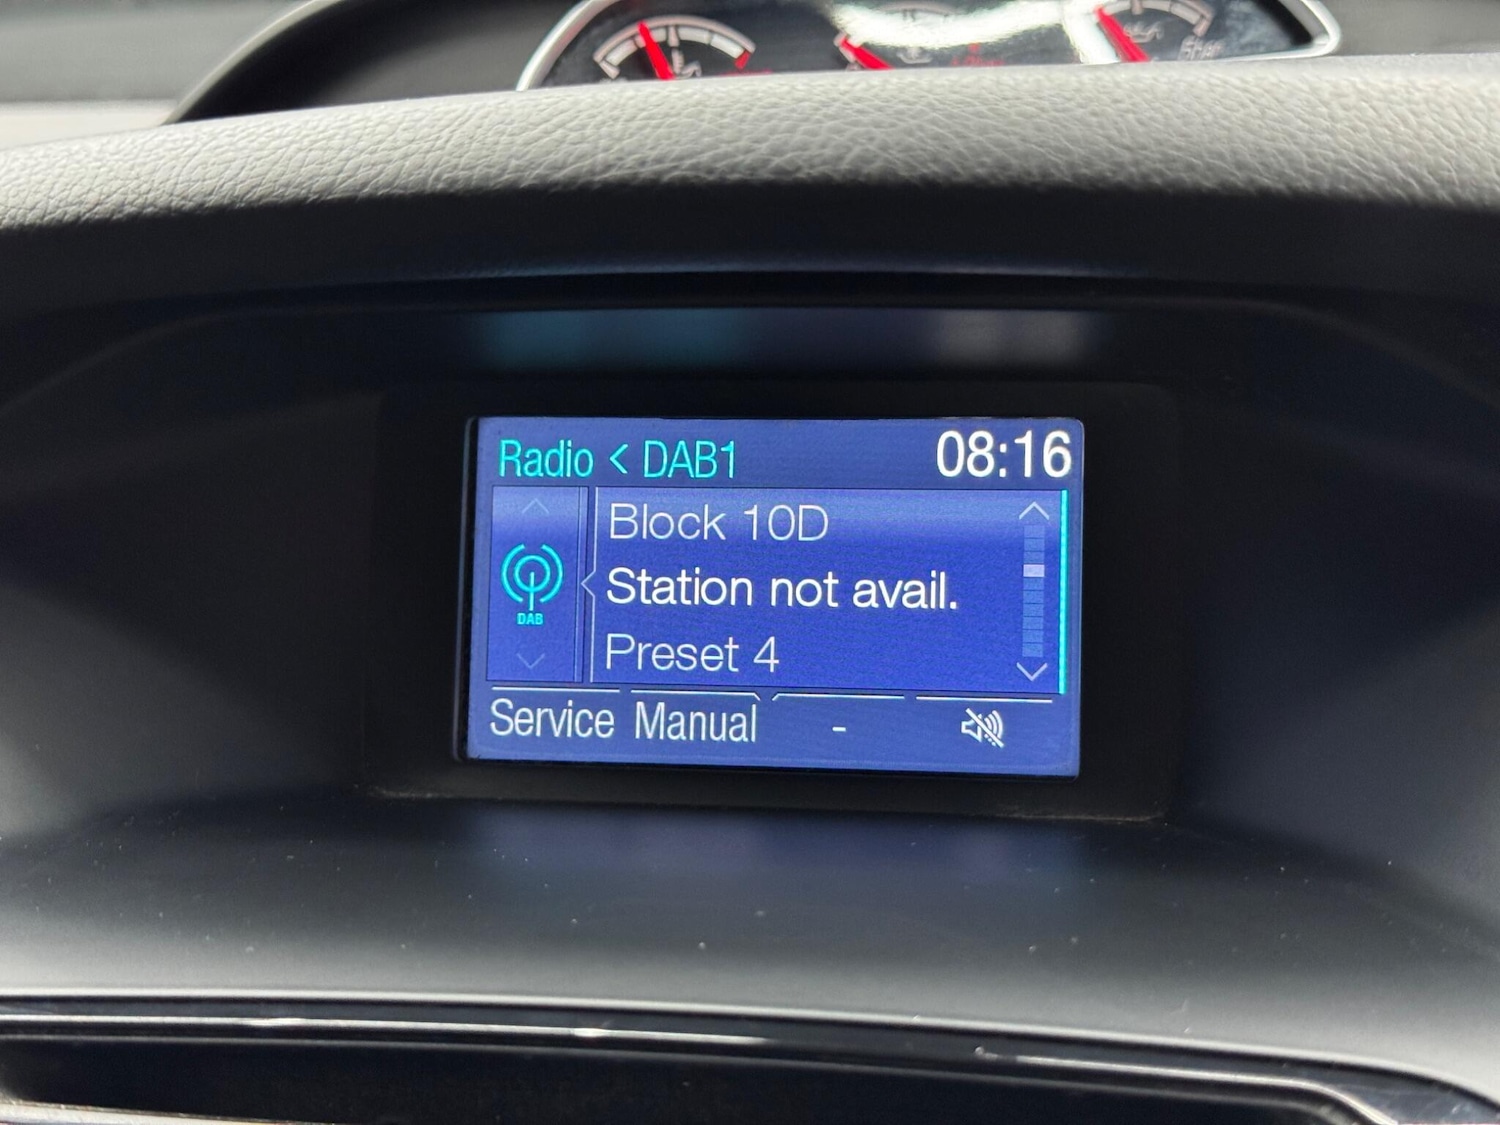 Radio < DAB1 08:16
Block 10D
Station not avail.
DAB
Preset 4
Service Manual -